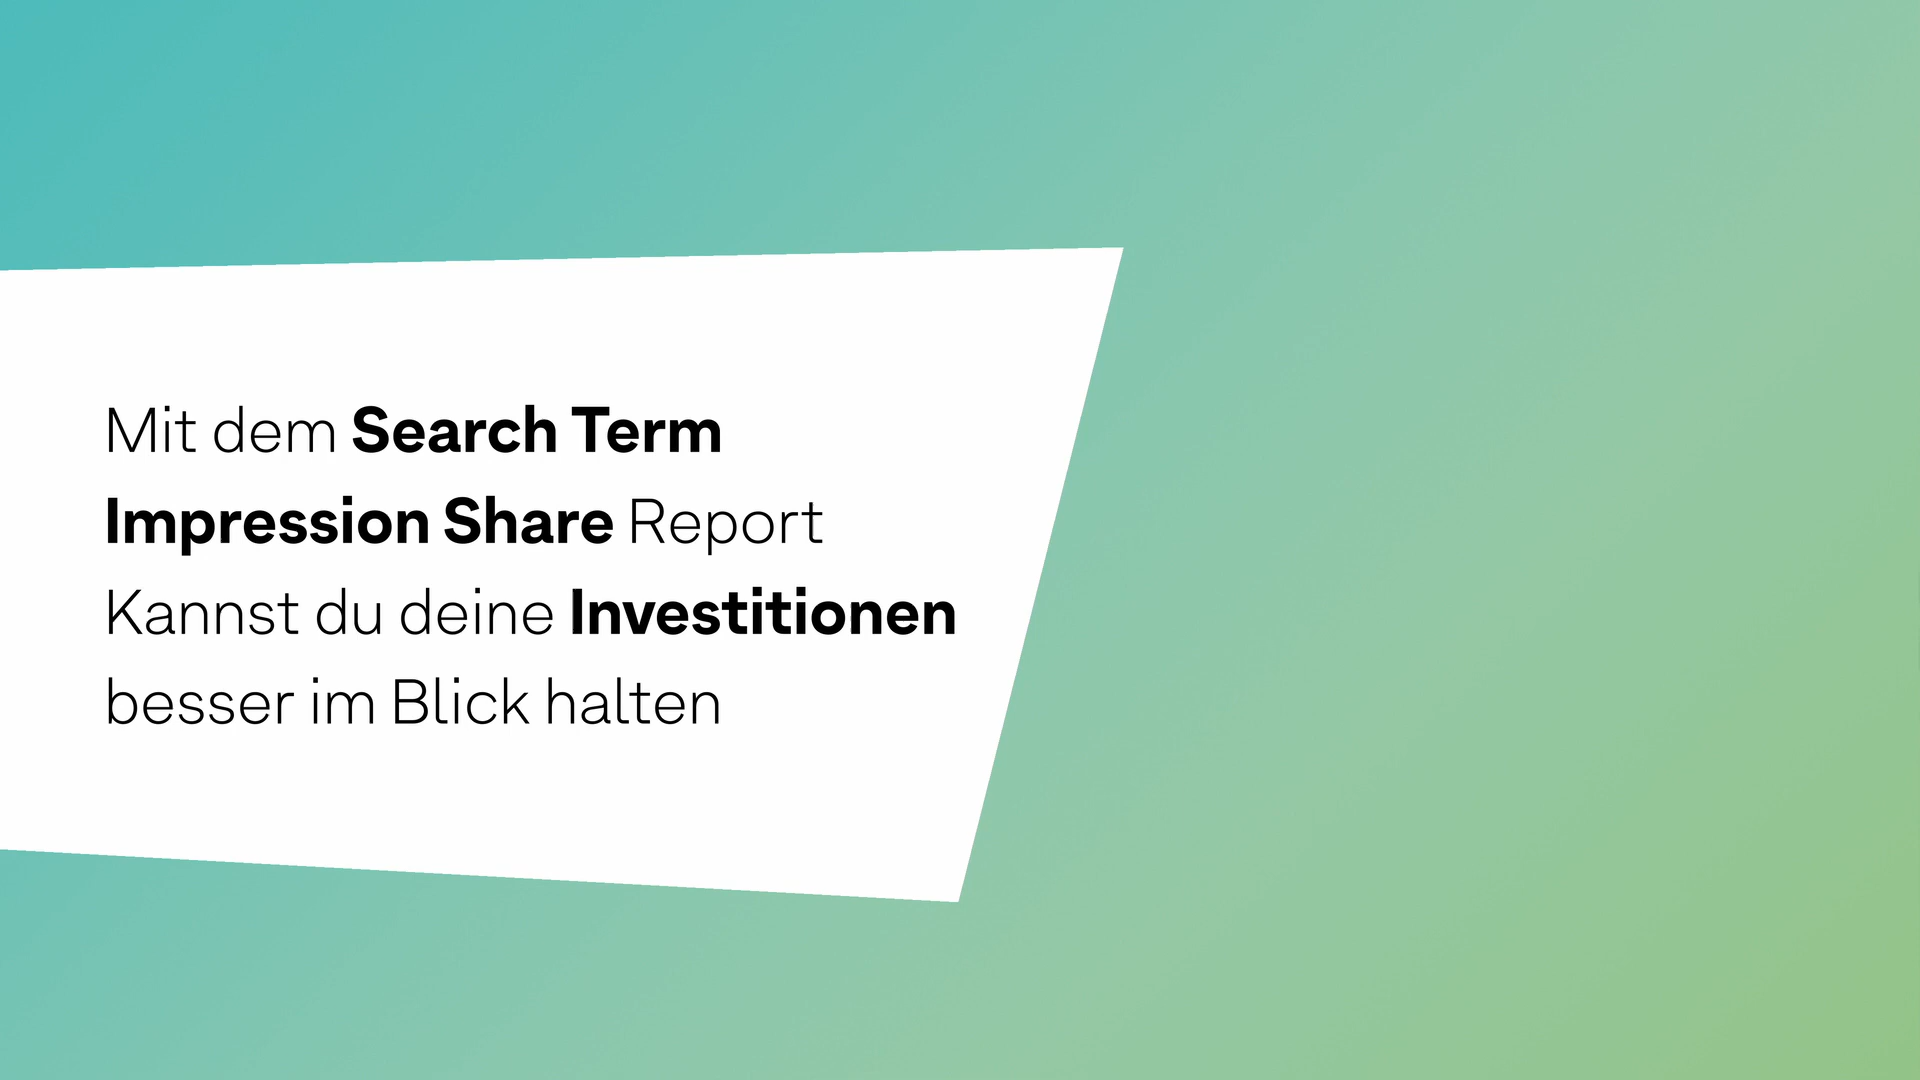 Mit dem Search Term
Impression Share Report
Kannst du deine Investitionen
besser im Blick halten